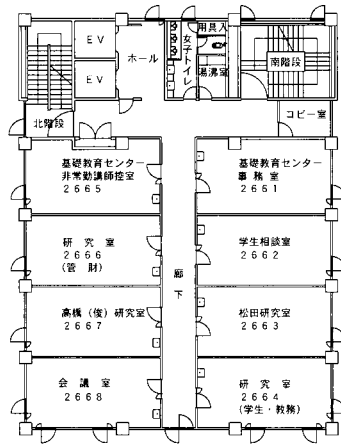 EV
EV
ホール
女子トイレ
用具入
湯沸室
南階段
北階段
コピー室
基礎教育センター
非常勤講師控室
2665
基礎教育センター
事務室
2661
研究室
2666
(管財)
学生相談室
2662
廊下
高橋(俊)研究室
2667
松田研究室
2663
会議室
2668
研究室
2664
(学生・教務)